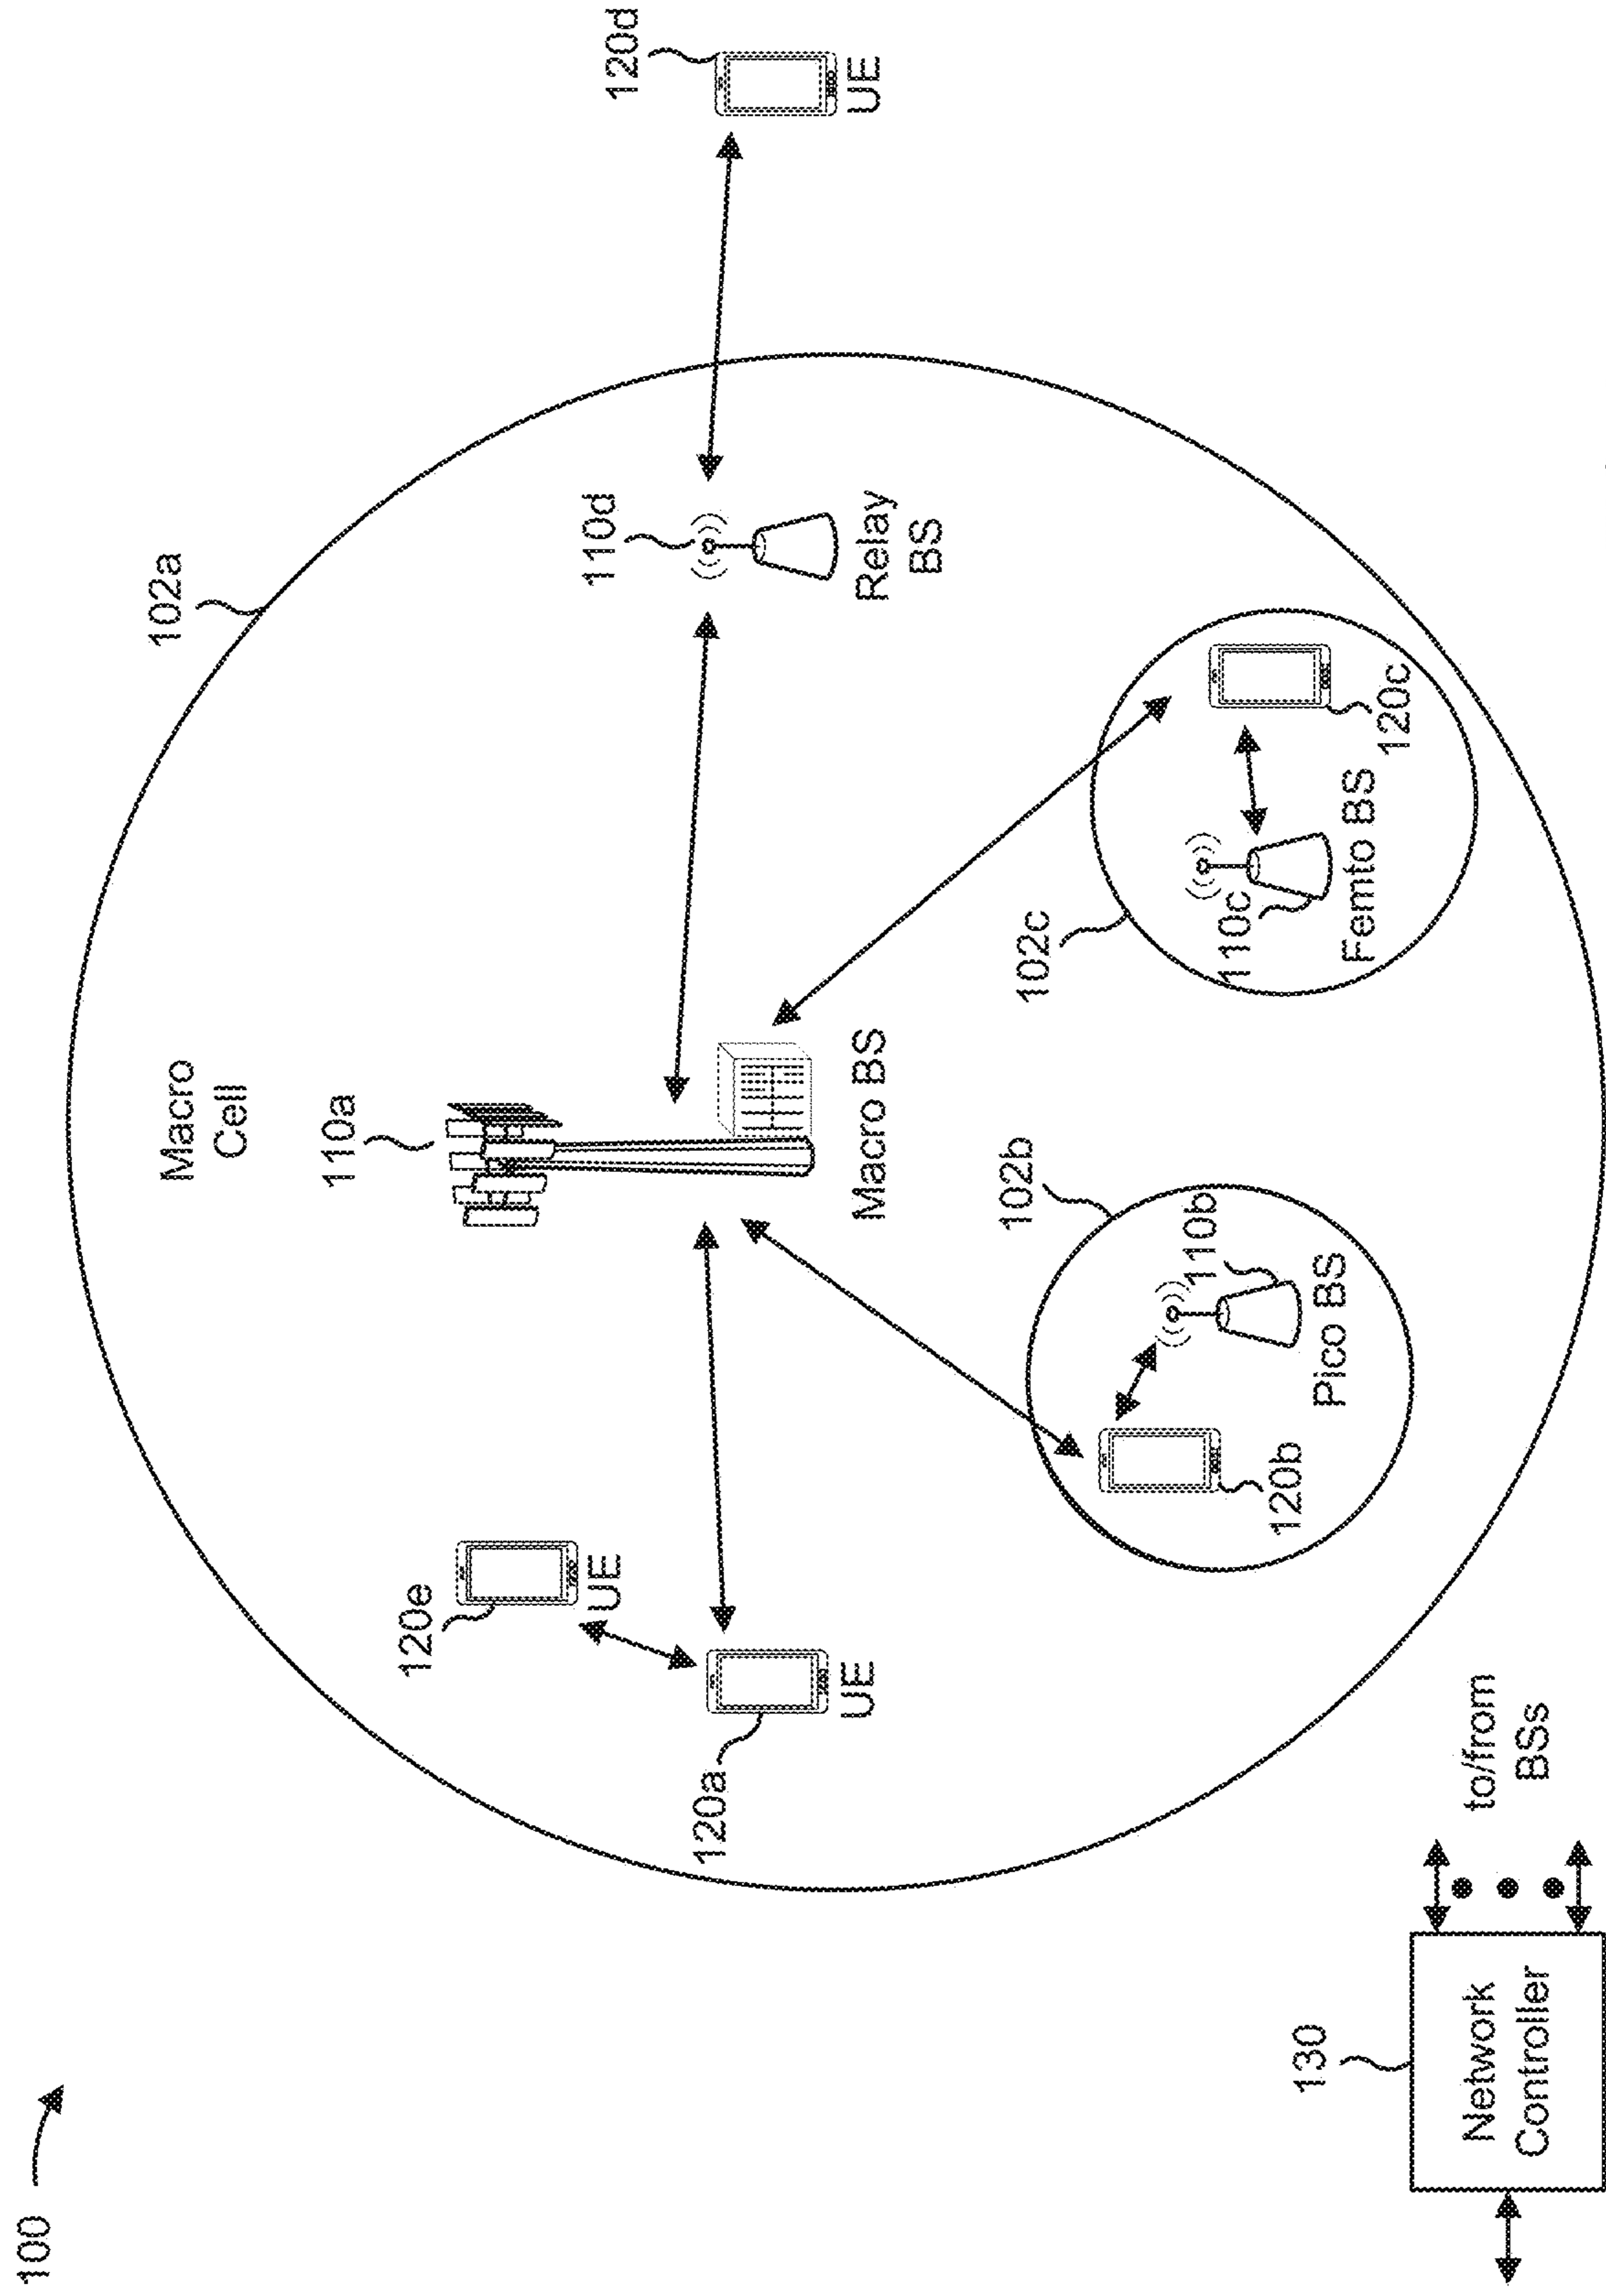 100
102a
Macro
Cell
110a
120d
UE
110d
Relay
BS
120e
UE
120a
UE
Macro BS
102b
102c
110b
Pico BS
120b
110c
Femto BS
120c
130
Network
Controller
to/from
BSs